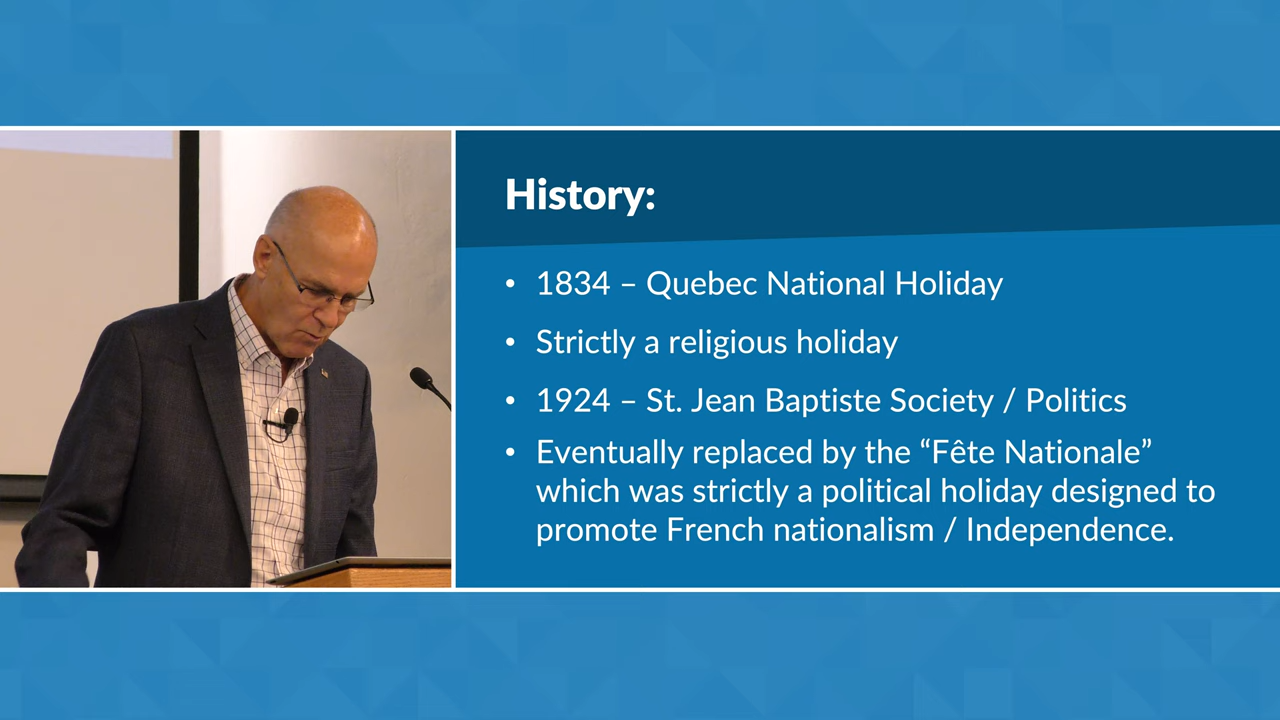 History:
• 1834 – Quebec National Holiday
• Strictly a religious holiday
• 1924 – St. Jean Baptiste Society / Politics
• Eventually replaced by the “Fête Nationale”
which was strictly a political holiday designed to
promote French nationalism / Independence.